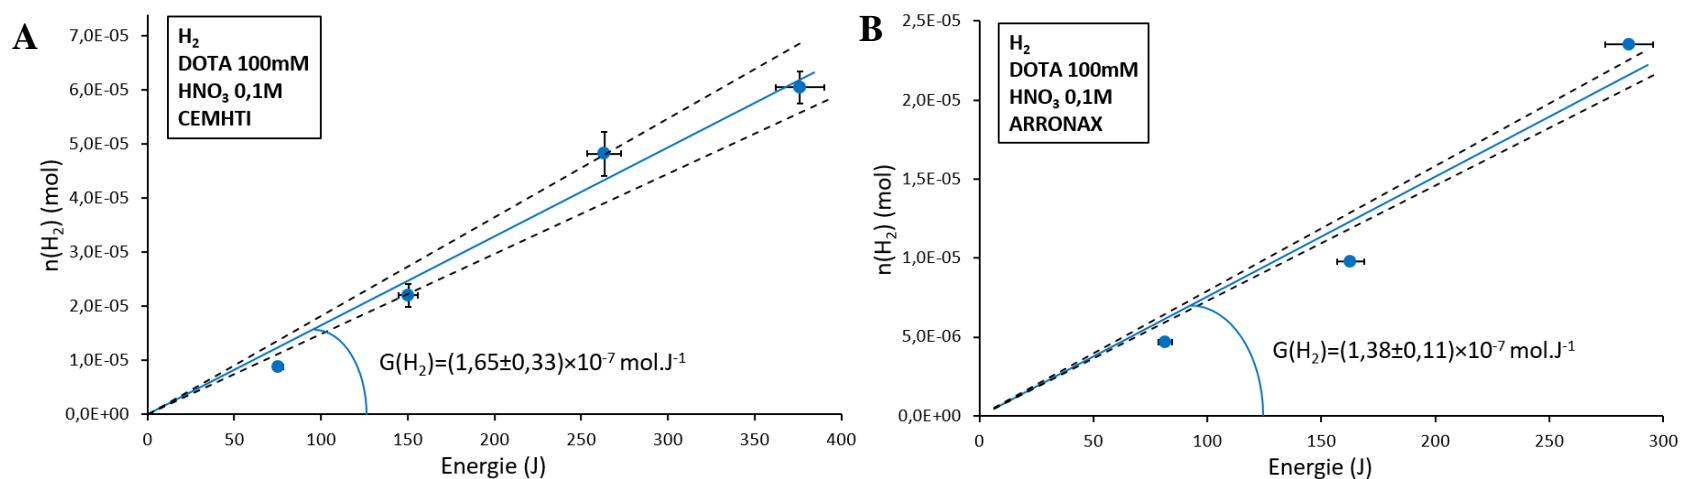 A
H₂
DOTA 100mM
HNO₃ 0,1M
CEMHTI
n(H₂) (mol)
7,0E-05
6,0E-05
5,0E-05
4,0E-05
3,0E-05
2,0E-05
1,0E-05
0,0E+00
G(H₂)=(1,65±0,33)×10⁻⁷ mol.J⁻¹
0 50 100 150 200 250 300 350 400
Energie (J)
B
H₂
DOTA 100mM
HNO₃ 0,1M
ARRONAX
n(H₂) (mol)
2,5E-05
2,0E-05
1,5E-05
1,0E-05
5,0E-06
0,0E+00
G(H₂)=(1,38±0,11)×10⁻⁷ mol.J⁻¹
0 50 100 150 200 250 300
Energie (J)